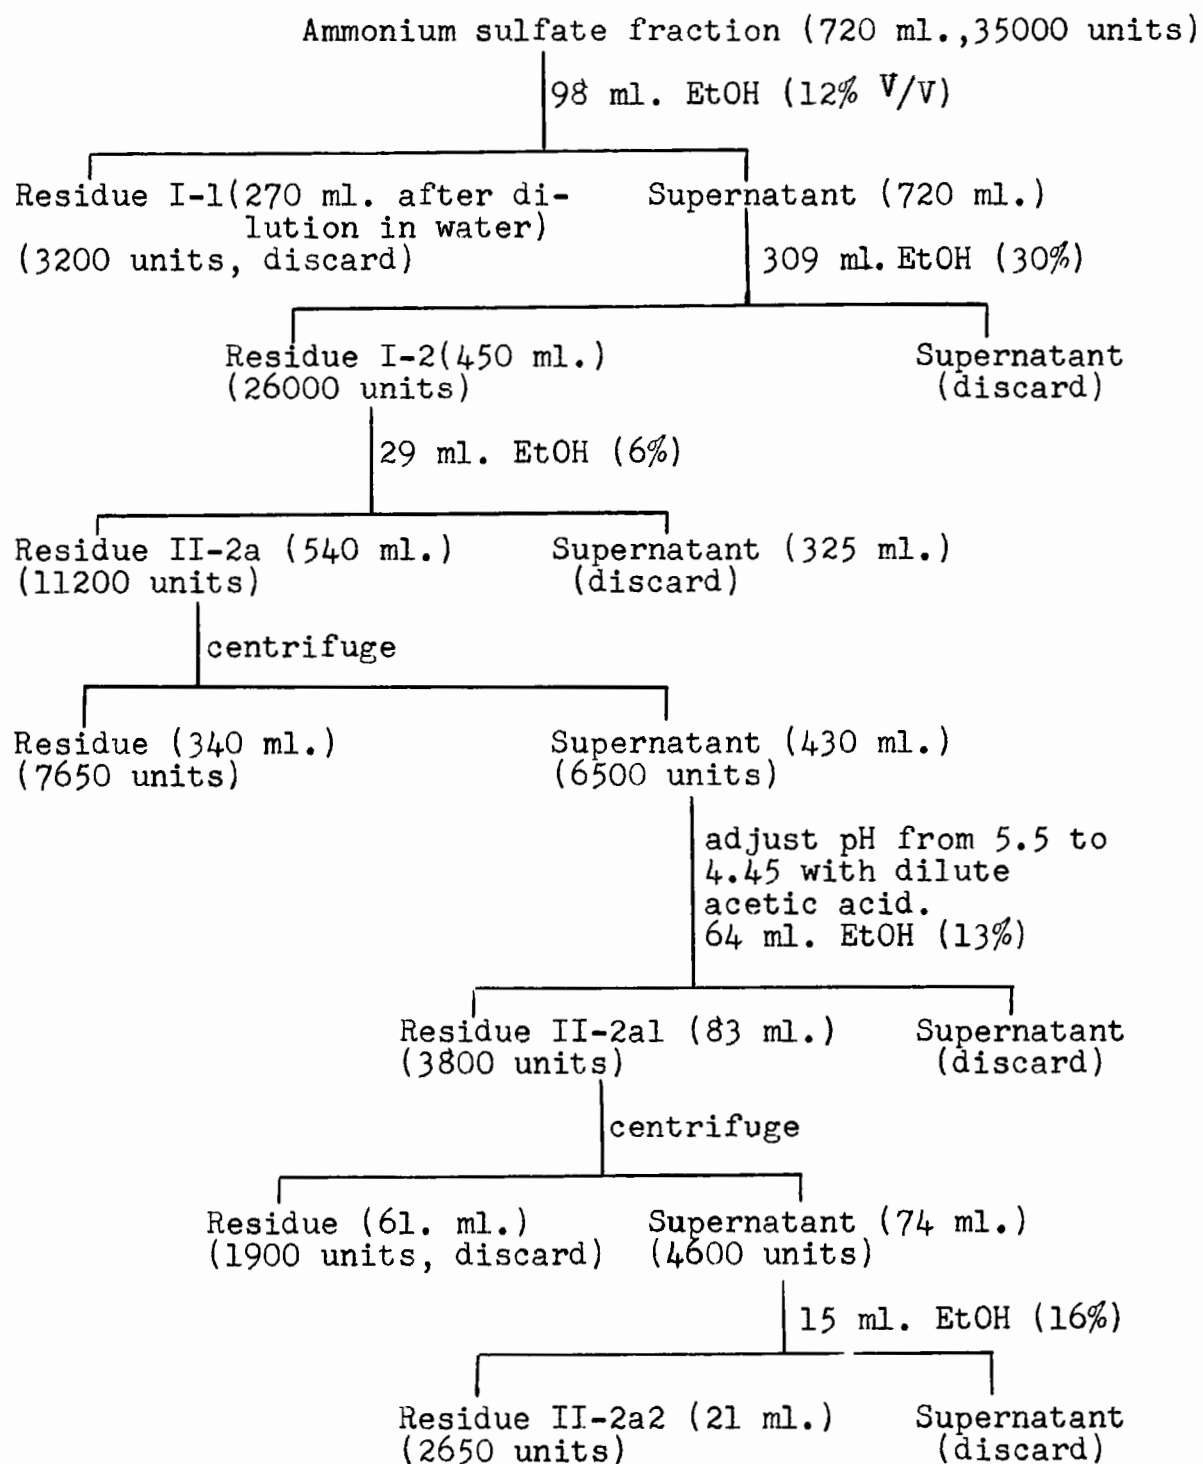 Ammonium sulfate fraction (720 ml.,35000 units)
98 ml. EtOH (12% V/V)
Residue I-1(270 ml. after di-
lution in water)
(3200 units, discard)
Supernatant (720 ml.)
309 ml. EtOH (30%)
Residue I-2(450 ml.)
(26000 units)
Supernatant
(discard)
29 ml. EtOH (6%)
Residue II-2a (540 ml.)
(11200 units)
Supernatant (325 ml.)
(discard)
centrifuge
Residue (340 ml.)
(7650 units)
Supernatant (430 ml.)
(6500 units)
adjust pH from 5.5 to
4.45 with dilute
acetic acid.
64 ml. EtOH (13%)
Residue II-2a1 (83 ml.)
(3800 units)
Supernatant
(discard)
centrifuge
Residue (61. ml.)
(1900 units, discard)
Supernatant (74 ml.)
(4600 units)
15 ml. EtOH (16%)
Residue II-2a2 (21 ml.)
(2650 units)
Supernatant
(discard)